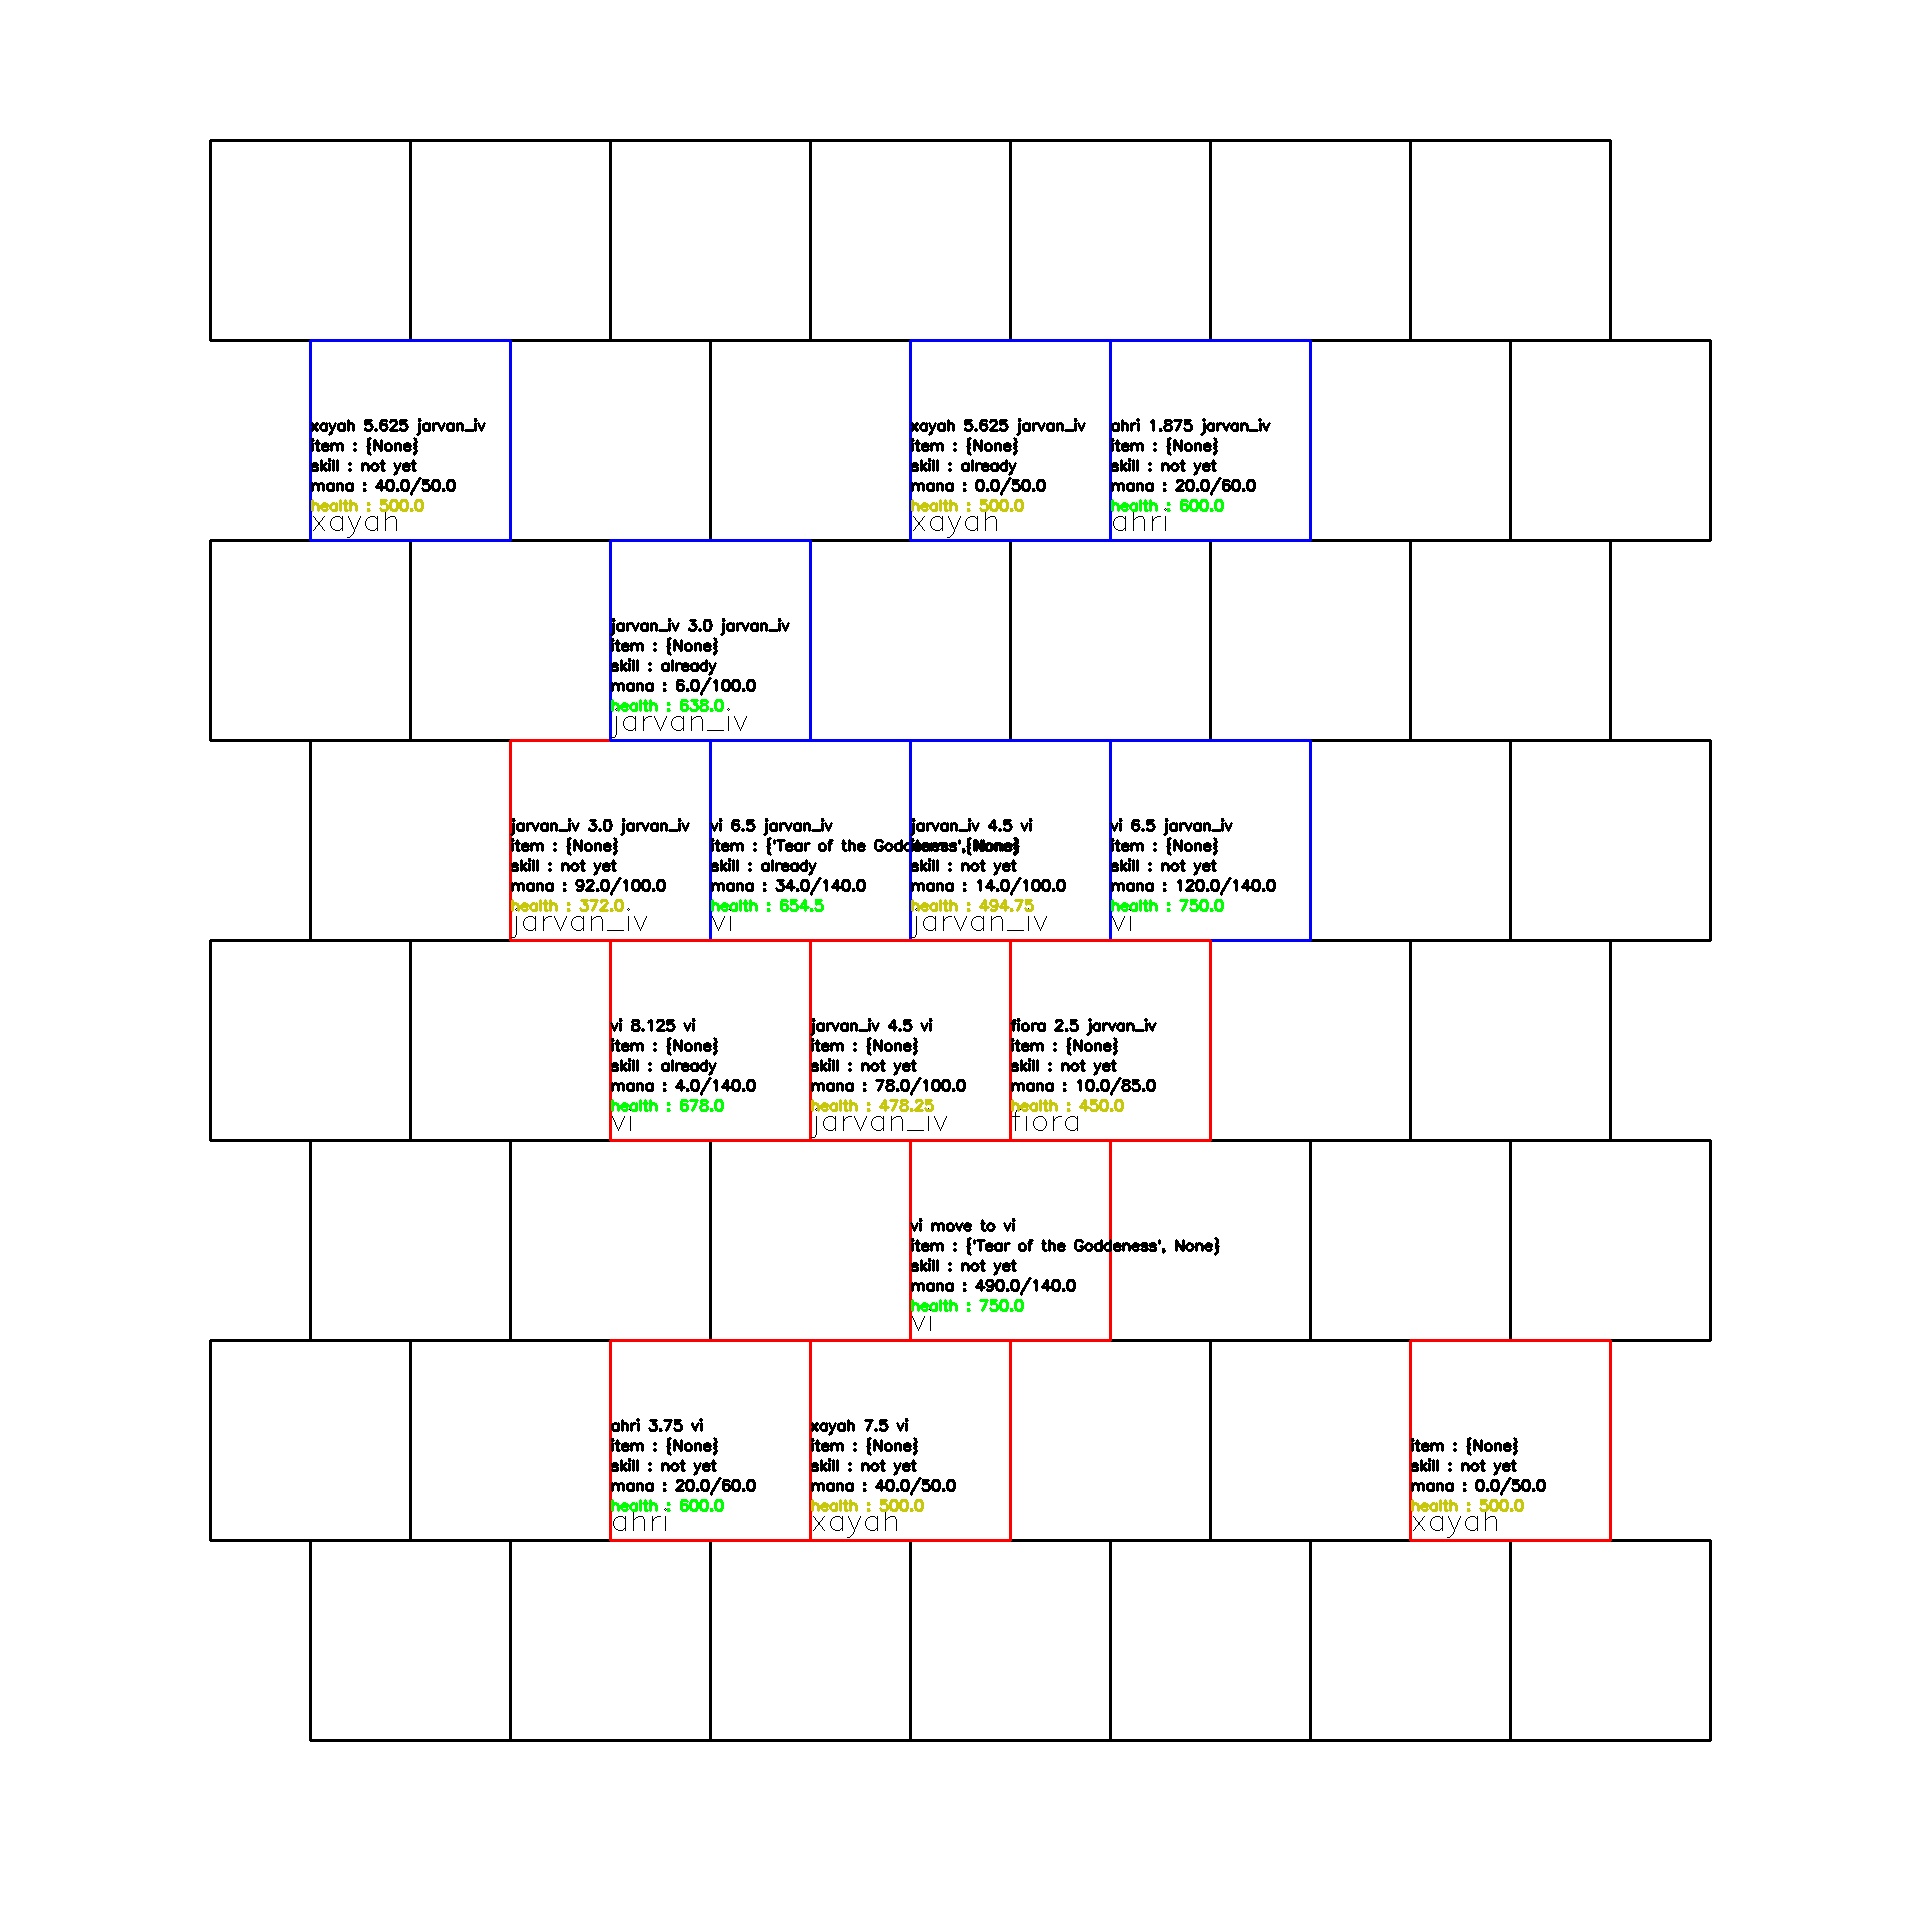 xayah 5.625 jarvan_iv
item : {None}
skill : not yet
mana : 40.0/50.0
health : 500.0
xayah
xayah 5.625 jarvan_iv
item : {None}
skill : already
mana : 0.0/50.0
health : 500.0
xayah
ahri 1.875 jarvan_iv
item : {None}
skill : not yet
mana : 20.0/60.0
health : 600.0
ahri
jarvan_iv 3.0 jarvan_iv
item : {None}
skill : already
mana : 6.0/100.0
health : 638.0
jarvan_iv
jarvan_iv 3.0 jarvan_iv
item : {None}
skill : not yet
mana : 92.0/100.0
health : 372.0
jarvan_iv
vi 6.5 jarvan_iv
item : {'Tear of the Goddeness', None}
skill : already
mana : 34.0/140.0
health : 654.5
vi
jarvan_iv 4.5 vi
item : {None}
skill : not yet
mana : 14.0/100.0
health : 494.75
jarvan_iv
vi 6.5 jarvan_iv
item : {None}
skill : not yet
mana : 120.0/140.0
health : 750.0
vi
vi 8.125 vi
item : {None}
skill : already
mana : 4.0/140.0
health : 678.0
vi
jarvan_iv 4.5 vi
item : {None}
skill : not yet
mana : 78.0/100.0
health : 478.25
jarvan_iv
fiora 2.5 jarvan_iv
item : {None}
skill : not yet
mana : 10.0/85.0
health : 450.0
fiora
vi move to vi
item : {'Tear of the Goddeness', None}
skill : not yet
mana : 490.0/140.0
health : 750.0
vi
ahri 3.75 vi
item : {None}
skill : not yet
mana : 20.0/60.0
health : 600.0
ahri
xayah 7.5 vi
item : {None}
skill : not yet
mana : 40.0/50.0
health : 500.0
xayah
item : {None}
skill : not yet
mana : 0.0/50.0
health : 500.0
xayah